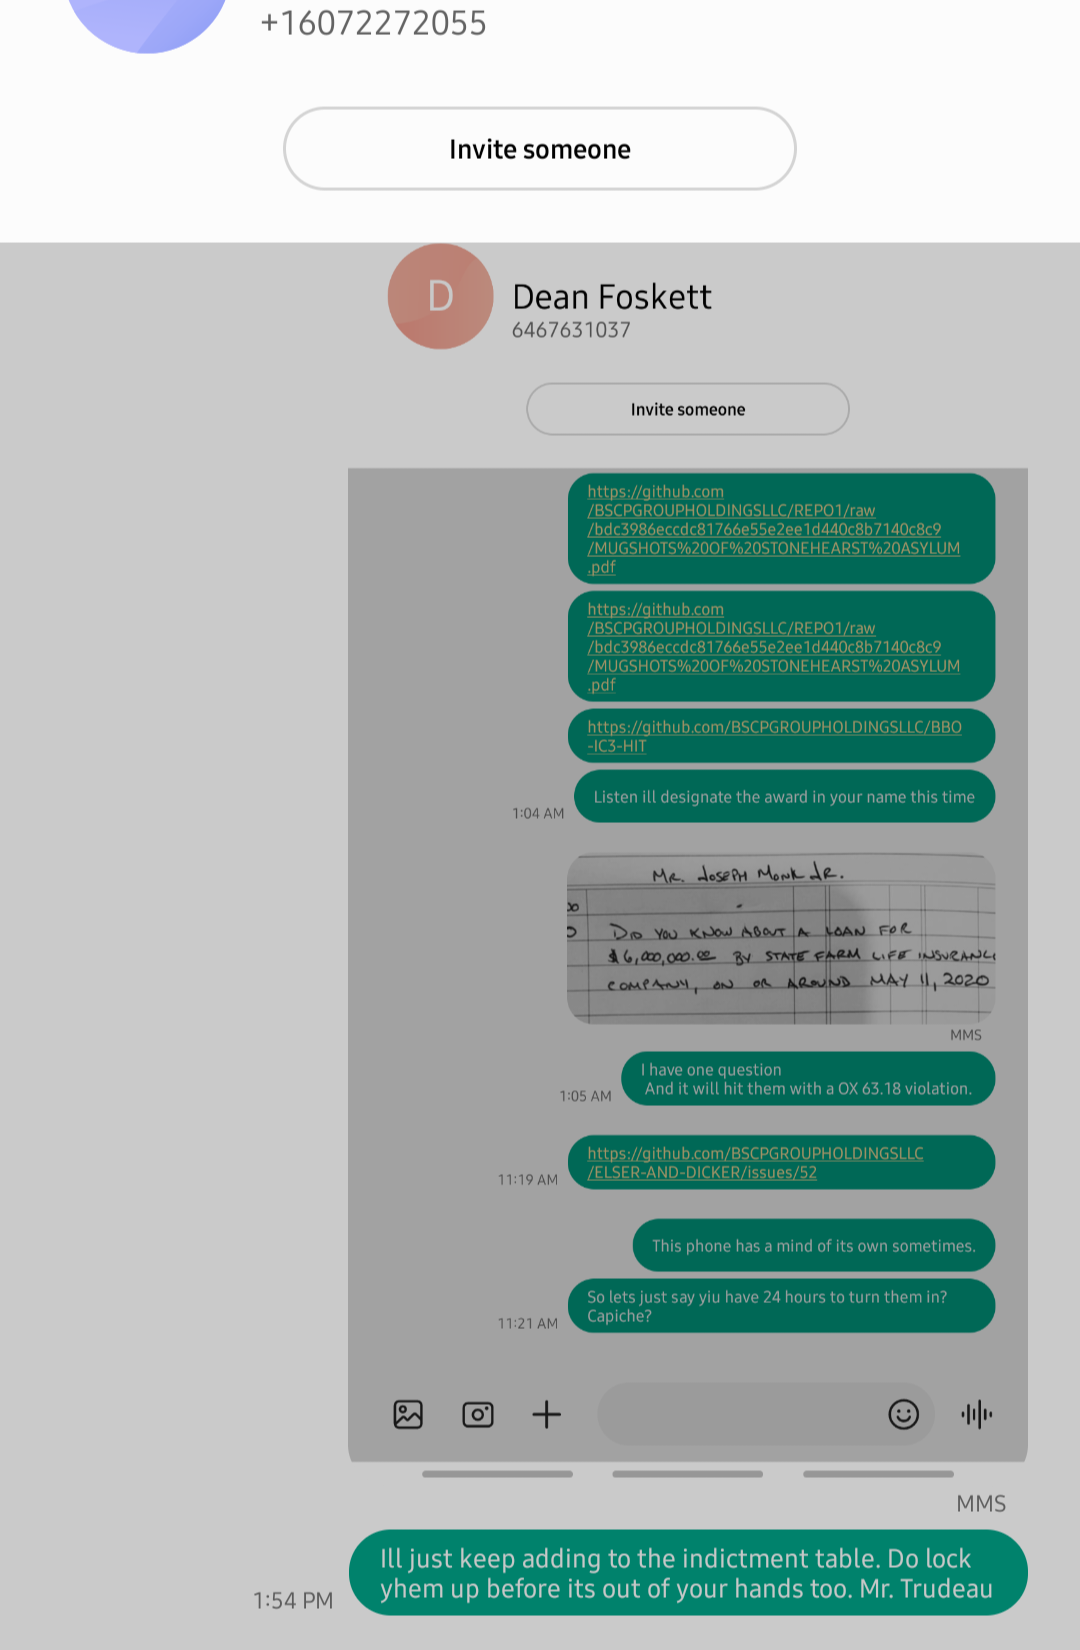 +16072272055
Invite someone
D
Dean Foskett
6467631037
Invite someone
https://github.com
/BSCPGROUPHOLDINGSLLC/REPO1/raw
/bdc3986eccdc81766e55e2ee1d440c8b7140c8c9
/MUGSHOTS%20OF%20STONEHEARST%20ASYLUM
.pdf
https://github.com
/BSCPGROUPHOLDINGSLLC/REPO1/raw
/bdc3986eccdc81766e55e2ee1d440c8b7140c8c9
/MUGSHOTS%20OF%20STONEHEARST%20ASYLUM
.pdf
https://github.com/BSCPGROUPHOLDINGSLLC/BBO
-IC3-HIT
Listen ill designate the award in your name this time
1:04 AM
MR. JOSEPH MONK JR.
DID YOU KNOW ABOUT A LOAN FOR
$6,000,000.00 BY STATE FARM LIFE INSURANC
COMPANY, ON OR AROUND MAY 11, 2020
MMS
I have one question
And it will hit them with a OX 63.18 violation.
1:05 AM
https://github.com/BSCPGROUPHOLDINGSLLC
/ELSER-AND-DICKER/issues/52
11:19 AM
This phone has a mind of its own sometimes.
So lets just say yiu have 24 hours to turn them in?
Capiche?
11:21 AM
MMS
Ill just keep adding to the indictment table. Do lock
yhem up before its out of your hands too. Mr. Trudeau
1:54 PM